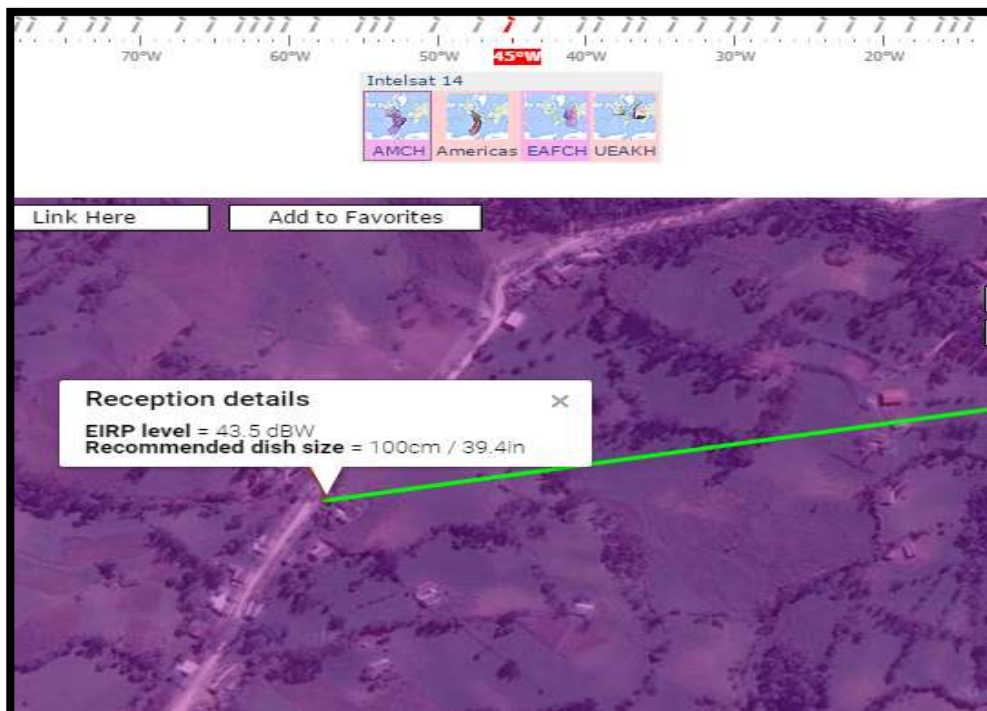 70°W 60°W 50°W 45°W 40°W 30°W 20°W
Intelsat 14
AMCH Americas EAFCH UEAKH
Link Here Add to Favorites
Reception details ×
EIRP level = 43.5 dBW
Recommended dish size = 100cm / 39.4in